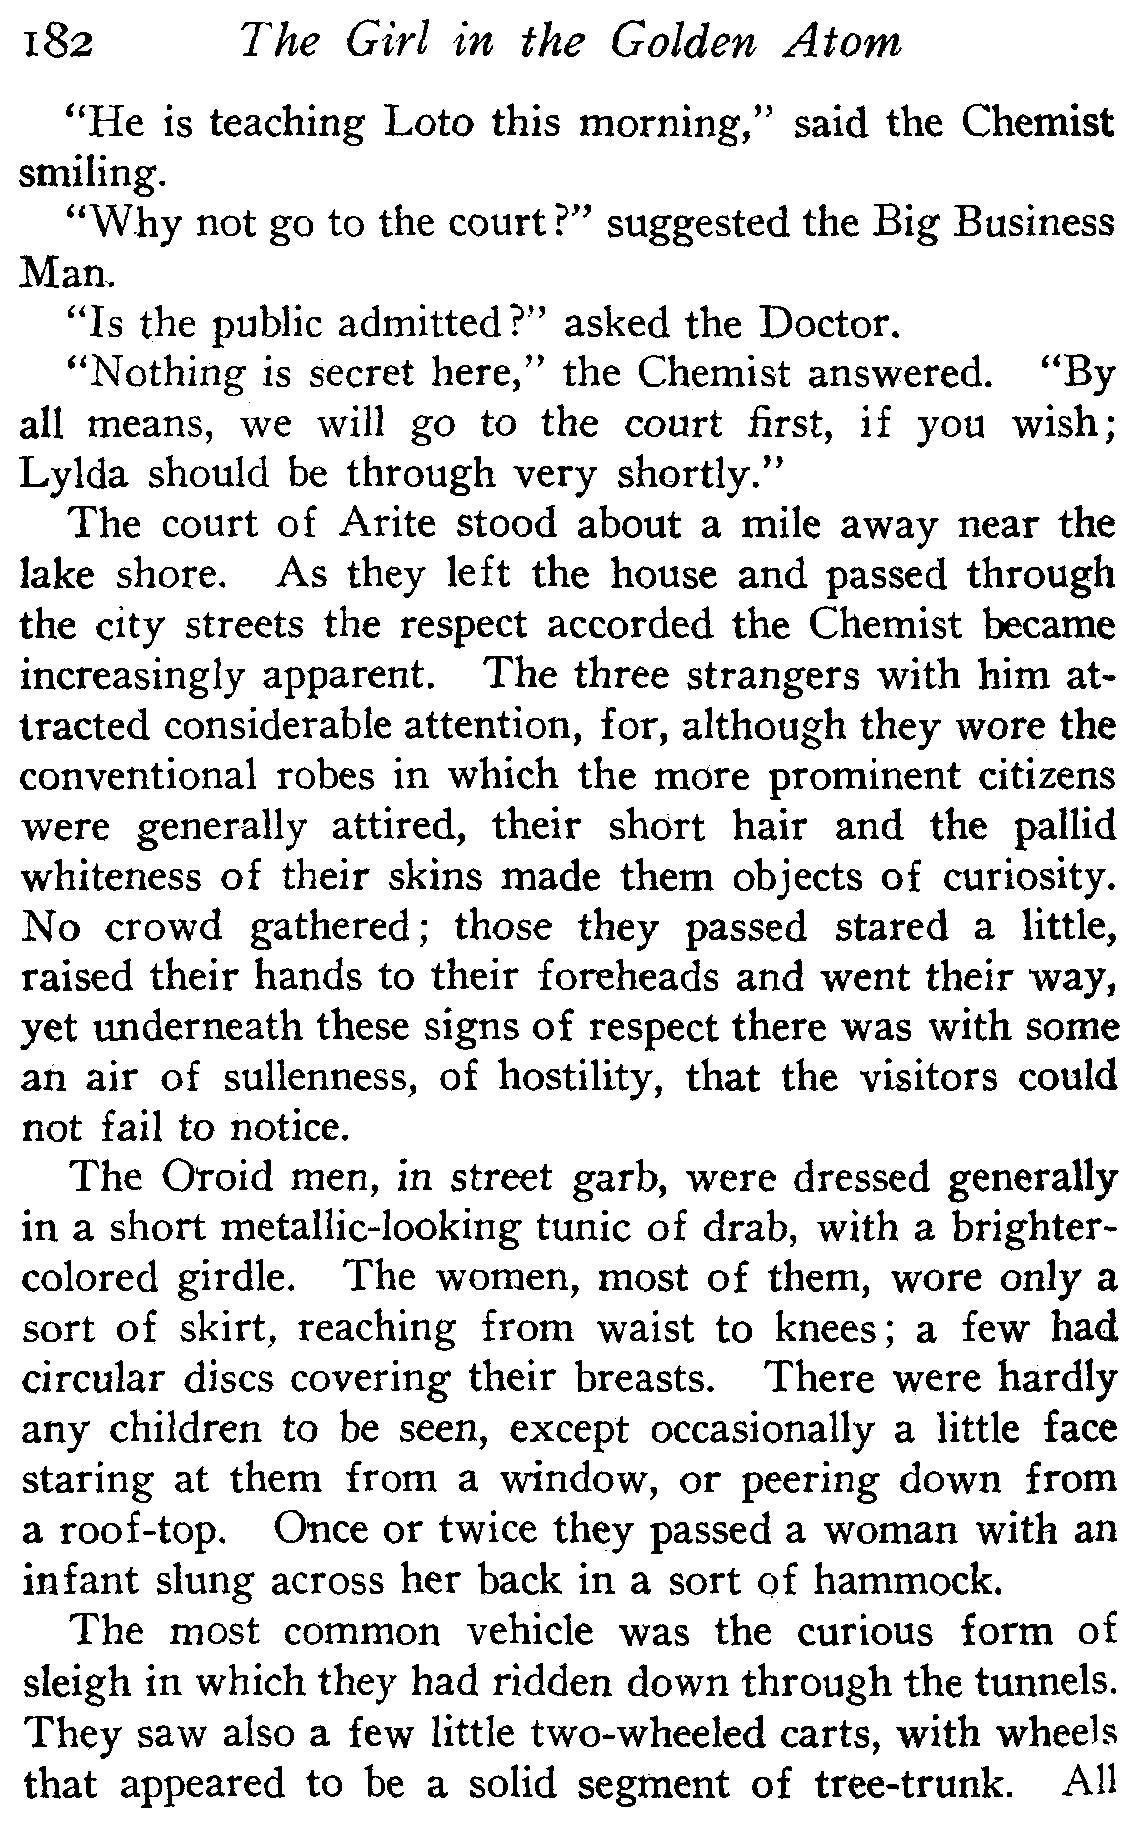 182 The Girl in the Golden Atom
“He is teaching Loto this morning,” said the Chemist
smiling.
“Why not go to the court?” suggested the Big Business
Man.
“Is the public admitted?” asked the Doctor.
“Nothing is secret here,” the Chemist answered. “By
all means, we will go to the court first, if you wish;
Lylda should be through very shortly.”
The court of Arite stood about a mile away near the
lake shore. As they left the house and passed through
the city streets the respect accorded the Chemist became
increasingly apparent. The three strangers with him at-
tracted considerable attention, for, although they wore the
conventional robes in which the more prominent citizens
were generally attired, their short hair and the pallid
whiteness of their skins made them objects of curiosity.
No crowd gathered; those they passed stared a little,
raised their hands to their foreheads and went their way,
yet underneath these signs of respect there was with some
an air of sullenness, of hostility, that the visitors could
not fail to notice.
The Oroid men, in street garb, were dressed generally
in a short metallic-looking tunic of drab, with a brighter-
colored girdle. The women, most of them, wore only a
sort of skirt, reaching from waist to knees; a few had
circular discs covering their breasts. There were hardly
any children to be seen, except occasionally a little face
staring at them from a window, or peering down from
a roof-top. Once or twice they passed a woman with an
infant slung across her back in a sort of hammock.
The most common vehicle was the curious form of
sleigh in which they had ridden down through the tunnels.
They saw also a few little two-wheeled carts, with wheels
that appeared to be a solid segment of tree-trunk. All